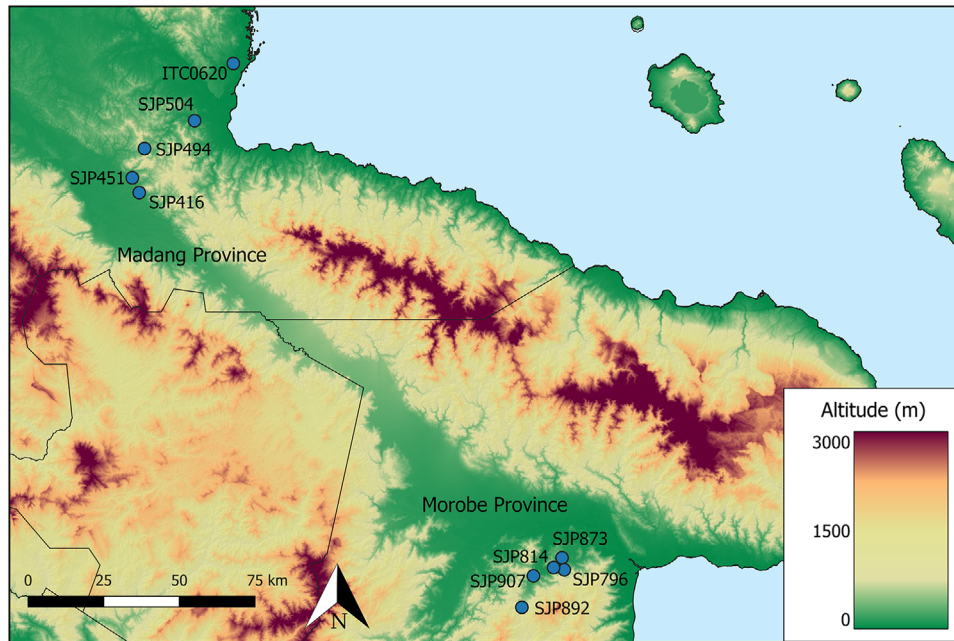 ITC0620
SJP504
SJP494
SJP451
SJP416
Madang Province
Altitude (m)
3000
1500
0
Morobe Province
SJP873
SJP814
SJP796
SJP907
SJP892
0 25 50 75 km
N